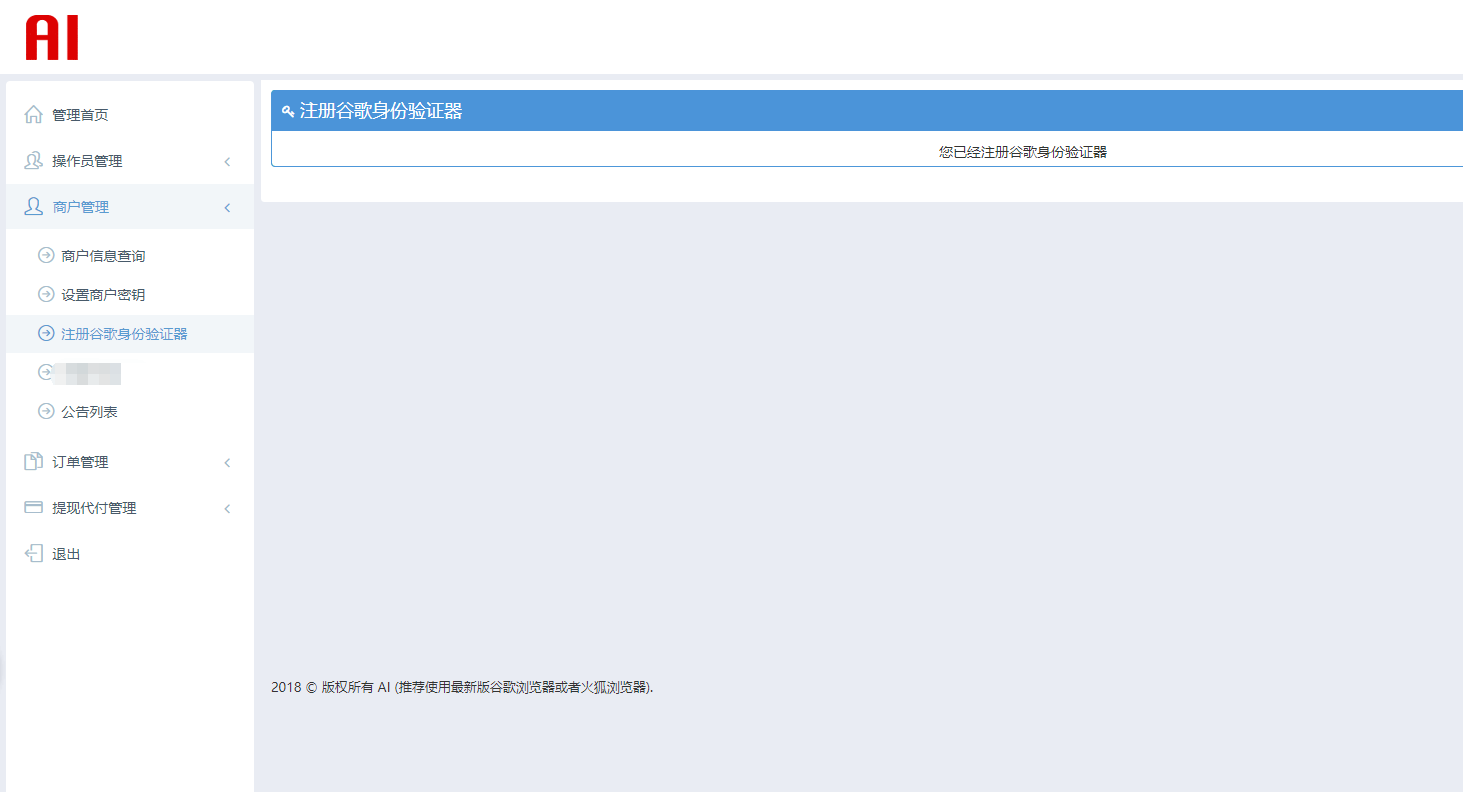 AI
管理首页
操作员管理
商户管理
商户信息查询
设置商户密钥
注册谷歌身份验证器
公告列表
订单管理
提现代付管理
退出
注册谷歌身份验证器
您已经注册谷歌身份验证器
2018 © 版权所有 AI (推荐使用最新版谷歌浏览器或者火狐浏览器).